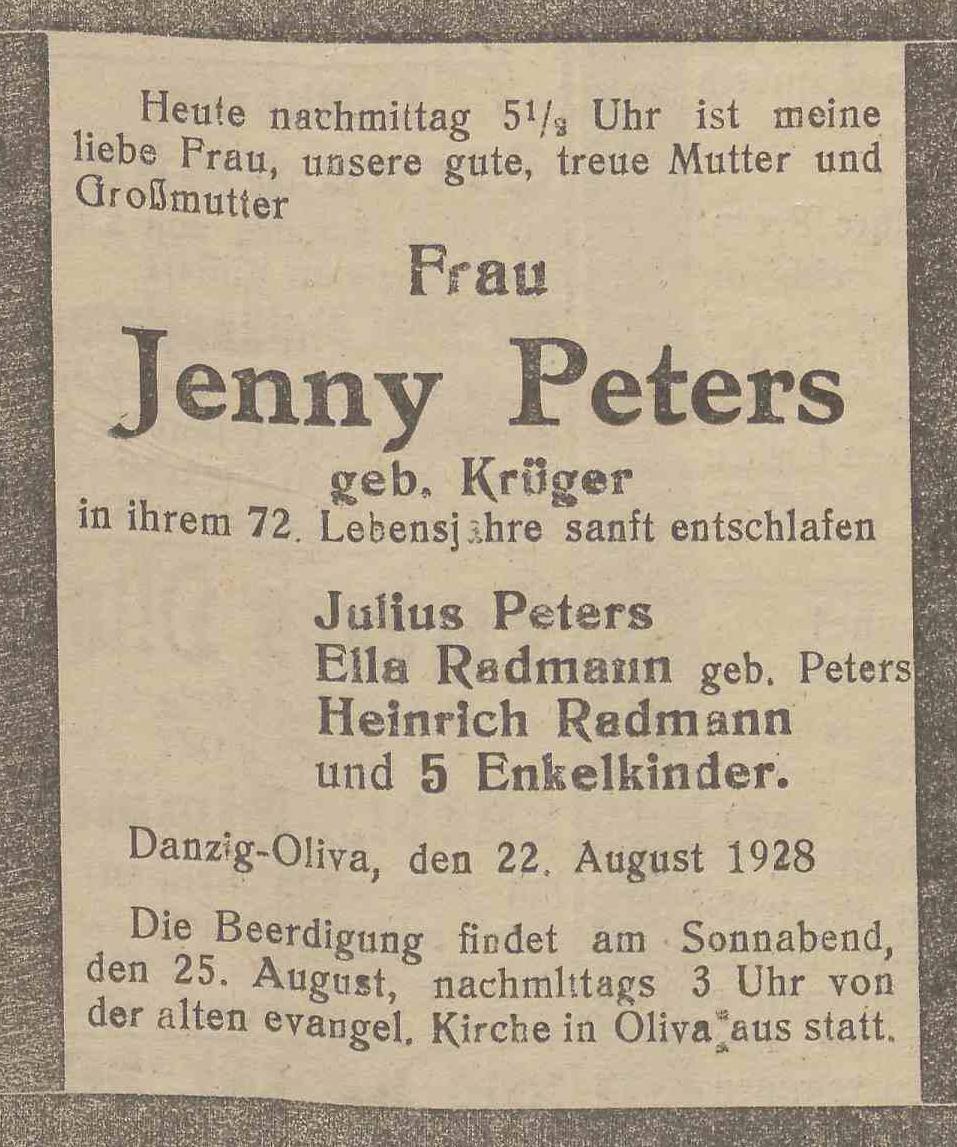 Heute nachmittag 5½ Uhr ist meine
liebe Frau, unsere gute, treue Mutter und
Großmutter
Frau
Jenny Peters
geb. Krüger
in ihrem 72. Lebensjahre sanft entschlafen
Julius Peters
Ella Radmann geb. Peters
Heinrich Radmann
und 5 Enkelkinder.
Danzig-Oliva, den 22. August 1928
Die Beerdigung findet am Sonnabend,
den 25. August, nachmittags 3 Uhr von
der alten evangel. Kirche in Oliva aus statt.